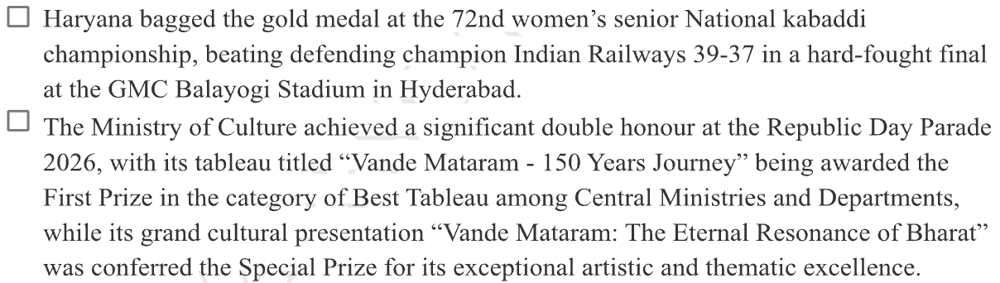 Haryana bagged the gold medal at the 72nd women’s senior National kabaddi
championship, beating defending champion Indian Railways 39-37 in a hard-fought final
at the GMC Balayogi Stadium in Hyderabad.
The Ministry of Culture achieved a significant double honour at the Republic Day Parade
2026, with its tableau titled “Vande Mataram - 150 Years Journey” being awarded the
First Prize in the category of Best Tableau among Central Ministries and Departments,
while its grand cultural presentation “Vande Mataram: The Eternal Resonance of Bharat”
was conferred the Special Prize for its exceptional artistic and thematic excellence.